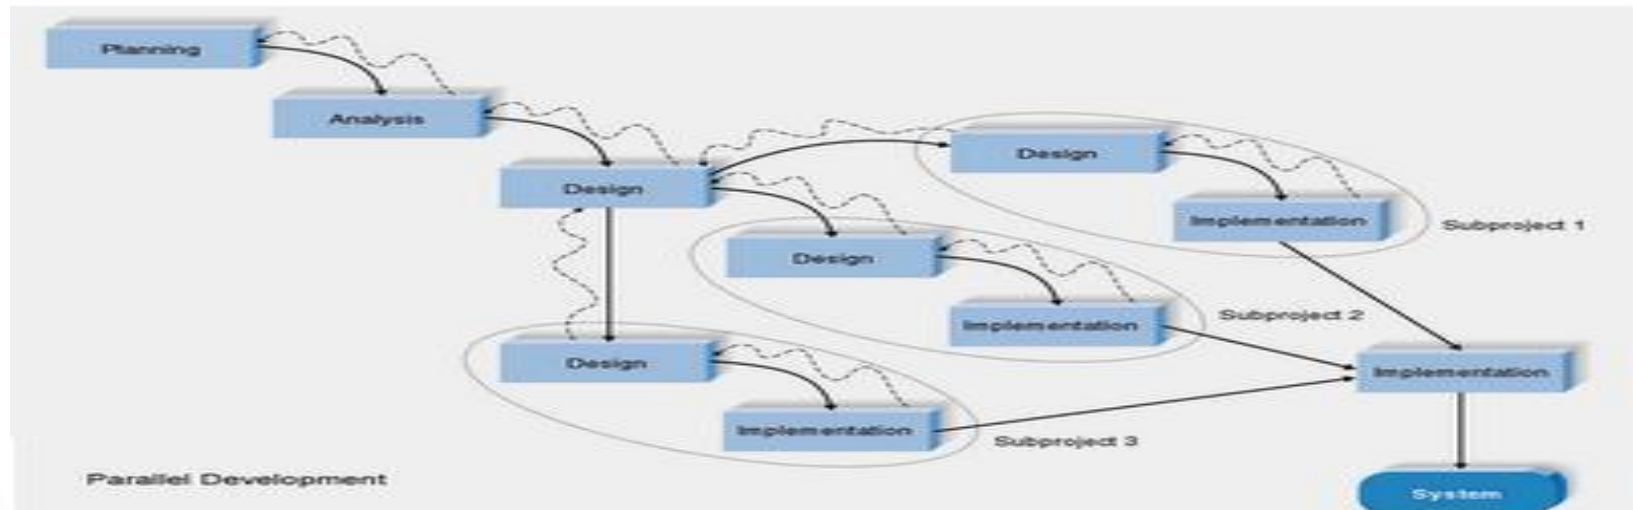 Planning
Analysis
Design
Design
Implementation
Subproject 1
Design
Implementation
Subproject 2
Design
Implementation
Subproject 3
Implementation
System
Parallel Development